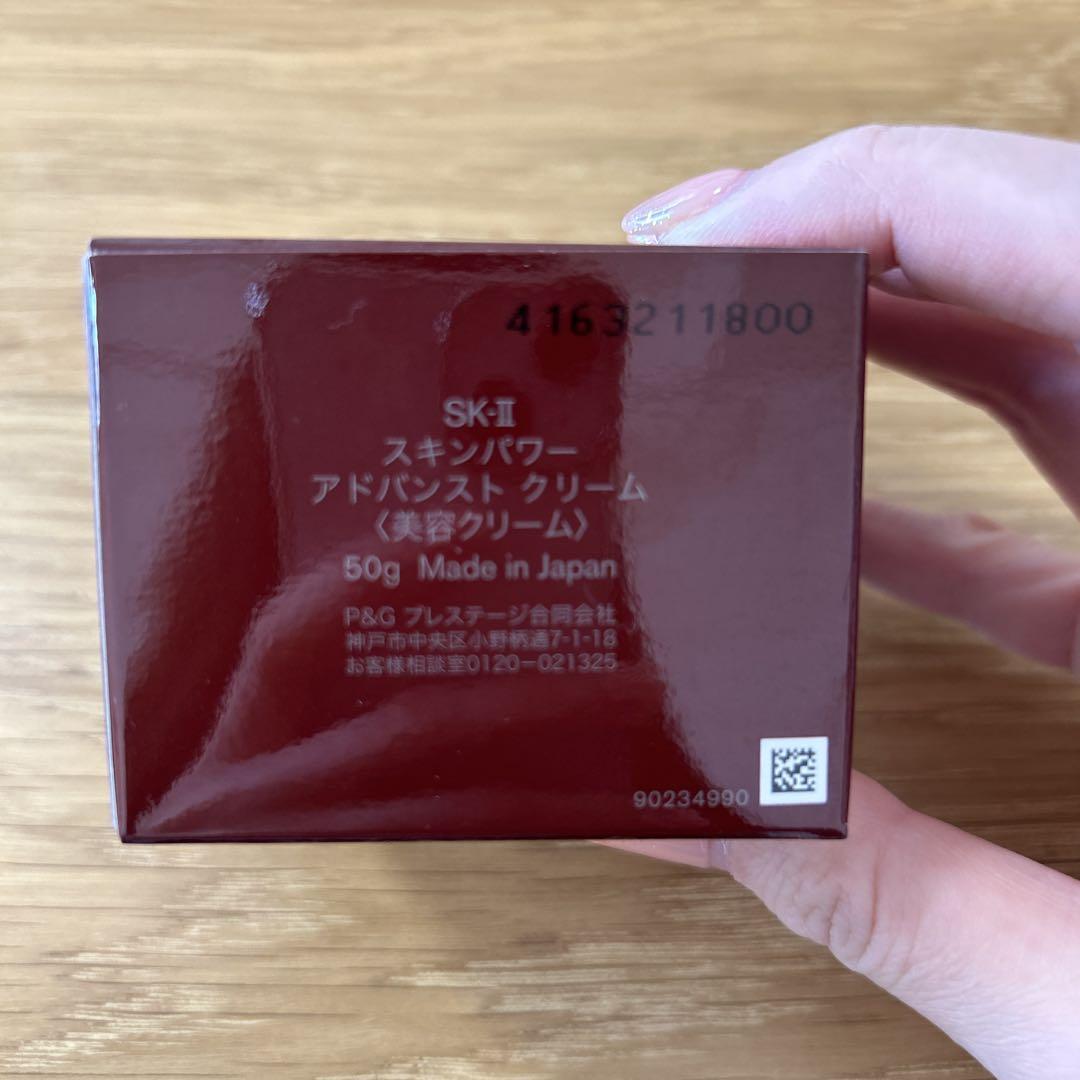 4163211800
SK-Ⅱ
スキンパワー
アドバンスト クリーム
〈美容クリーム〉
50g Made in Japan
P&G プレステージ合同会社
神戸市中央区小野柄通7-1-18
お客様相談室0120-021325
90234990